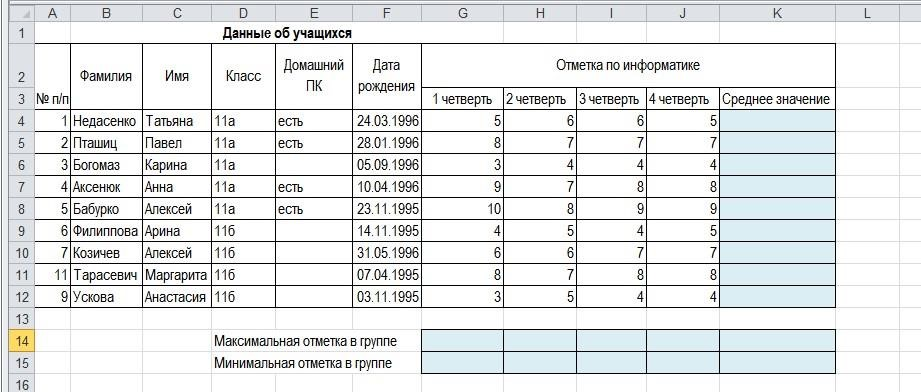 A B C D E F G H I J K L
1 Данные об учащихся
2 Фамилия Имя Класс Домашний ПК Дата рождения Отметка по информатике
3 № п/п 1 четверть 2 четверть 3 четверть 4 четверть Среднее значение
4 1 Недасенко Татьяна 11а есть 24.03.1996 5 6 6 5
5 2 Пташиц Павел 11а есть 28.01.1996 8 7 7 7
6 3 Богомаз Карина 11а 05.09.1996 3 4 4 4
7 4 Аксенюк Анна 11а есть 10.04.1996 9 7 8 8
8 5 Бабурко Алексей 11а есть 23.11.1995 10 8 9 9
9 6 Филиппова Арина 11б 14.11.1995 4 5 4 5
10 7 Козичев Алексей 11б 31.05.1996 6 6 7 7
11 11 Тарасевич Маргарита 11б 07.04.1995 8 7 8 8
12 9 Ускова Анастасия 11б 03.11.1995 3 5 4 4
13
14 Максимальная отметка в группе
15 Минимальная отметка в группе
16